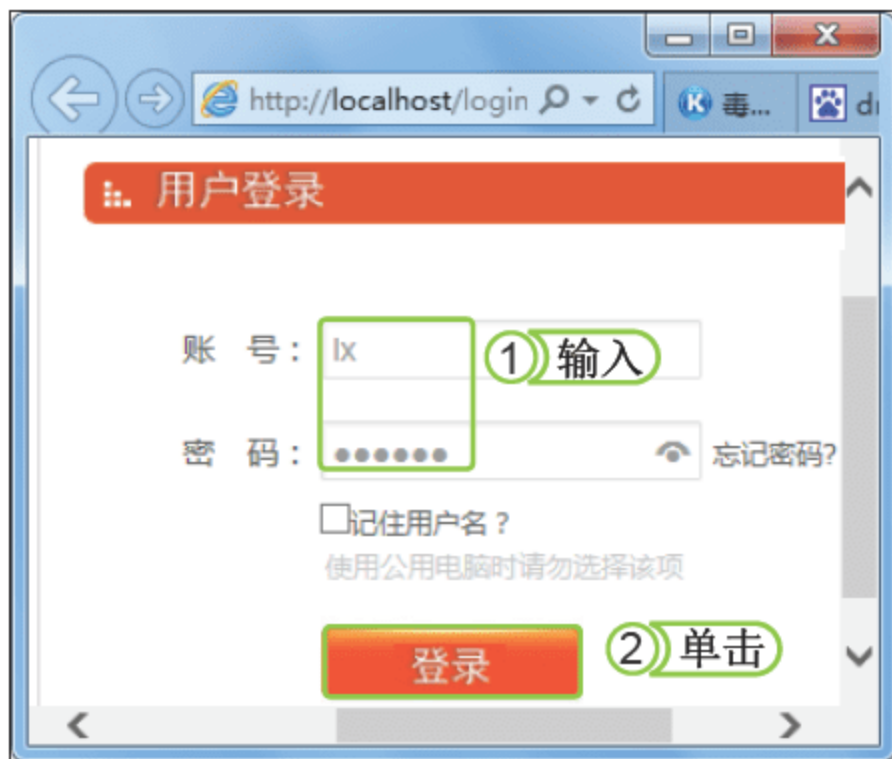 http://localhost/login
毒...
用户登录
账 号: lx
① 输入
密 码: ●●●●●● 忘记密码?
记住用户名?
使用公用电脑时请勿选择该项
登录
② 单击